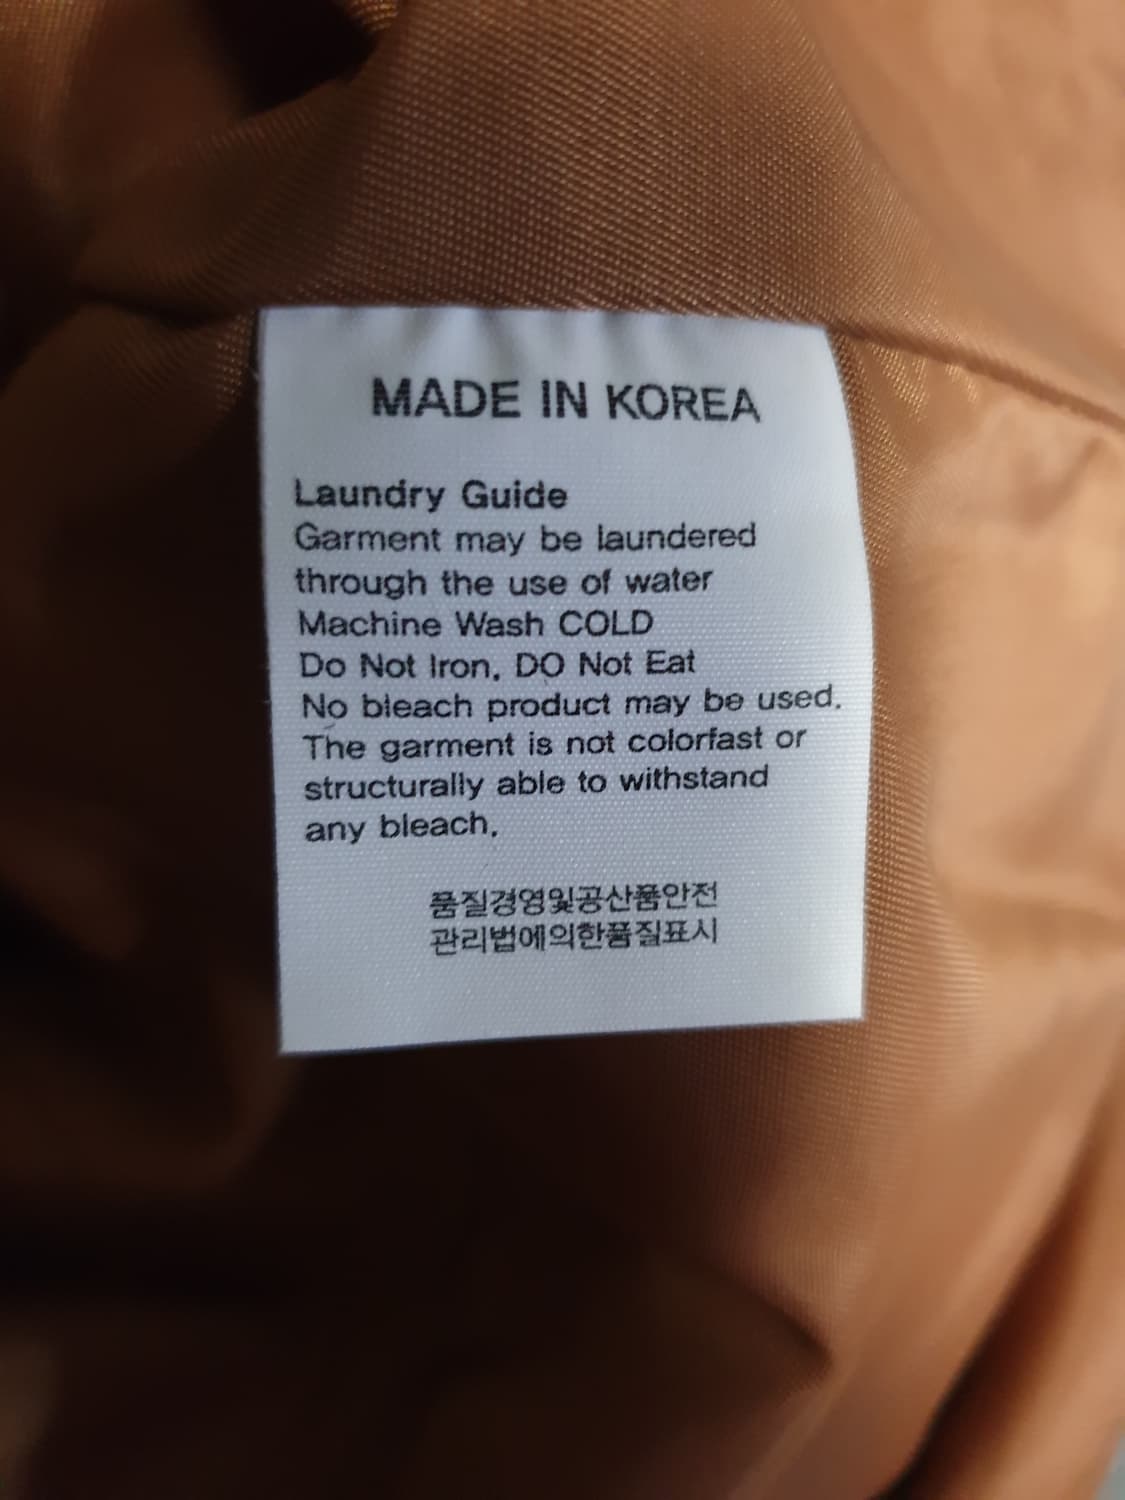 MADE IN KOREA
Laundry Guide
Garment may be laundered
through the use of water
Machine Wash COLD
Do Not Iron. DO Not Eat
No bleach product may be used.
The garment is not colorfast or
structurally able to withstand
any bleach.
품질경영및공산품안전
관리법에의한품질표시